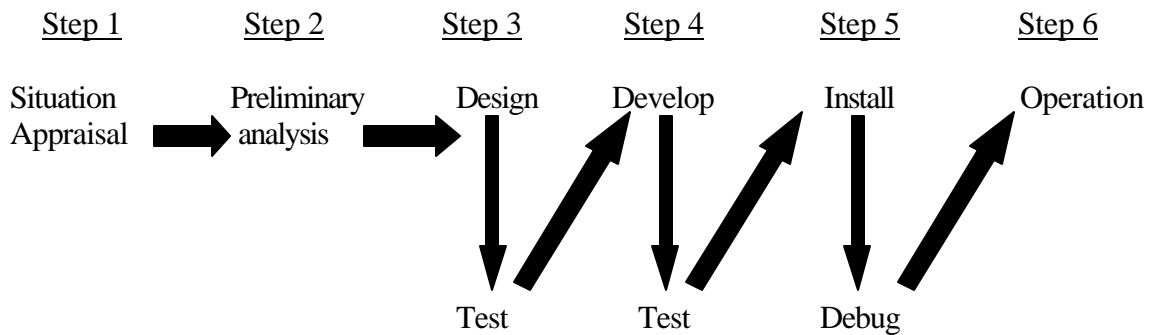 Step 1 Step 2 Step 3 Step 4 Step 5 Step 6
Situation Preliminary Design Develop Install Operation
Appraisal analysis
Test Test Debug